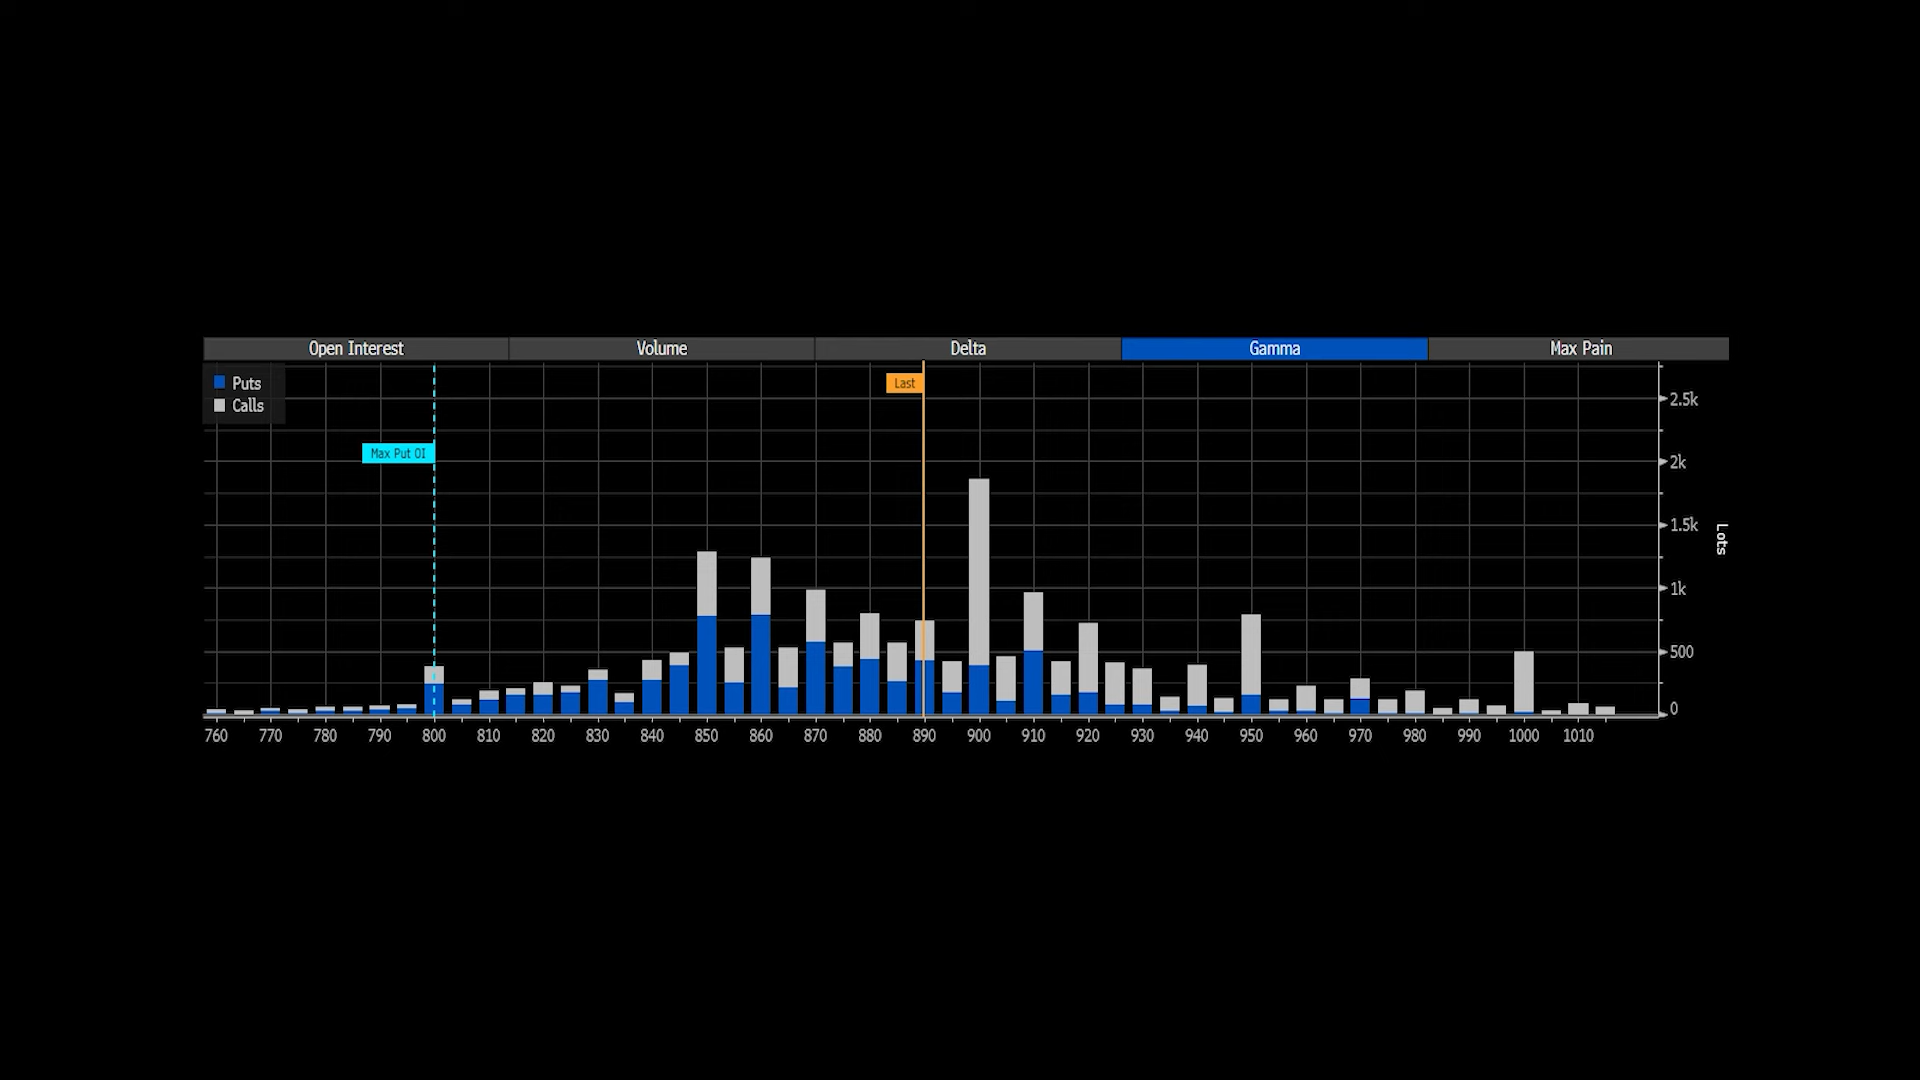 Open Interest Volume Delta Gamma Max Pain
Puts
Calls
Last
Max Put OI
2.5k
2k
1.5k
1k
500
0
Lots
760 770 780 790 800 810 820 830 840 850 860 870 880 890 900 910 920 930 940 950 960 970 980 990 1000 1010